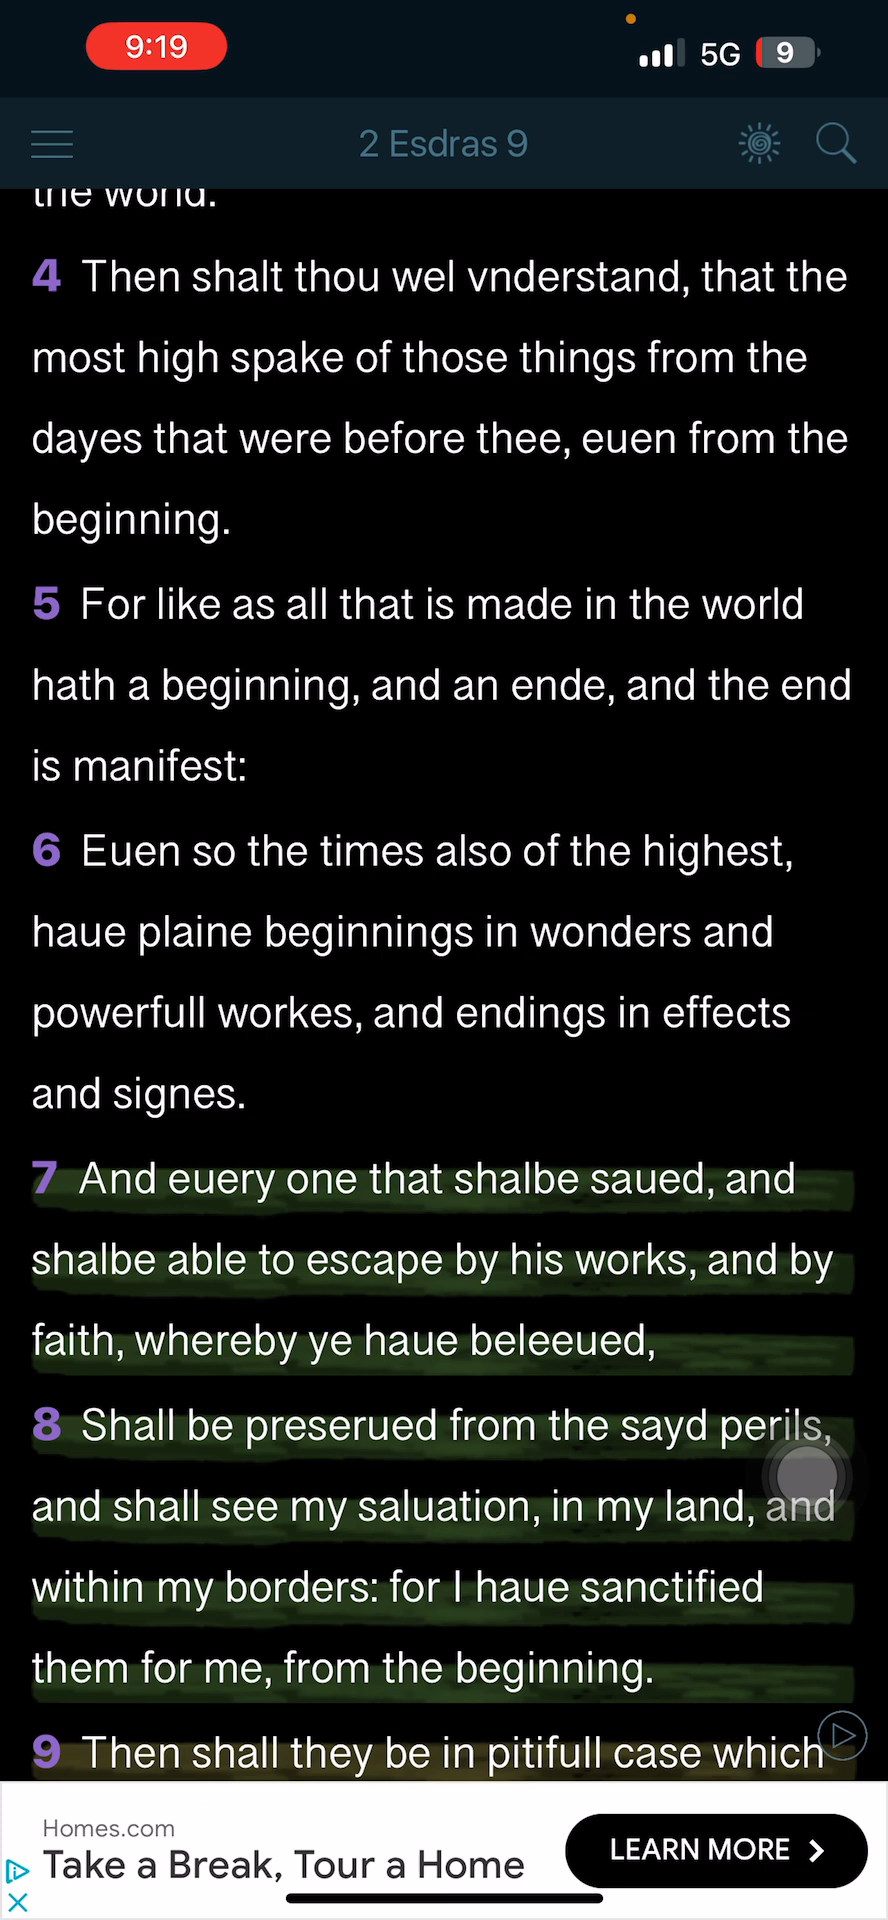 9:19
5G 9
2 Esdras 9
the world.
4 Then shalt thou wel vnderstand, that the
most high spake of those things from the
dayes that were before thee, euen from the
beginning.
5 For like as all that is made in the world
hath a beginning, and an ende, and the end
is manifest:
6 Euen so the times also of the highest,
haue plaine beginnings in wonders and
powerfull workes, and endings in effects
and signes.
7 And euery one that shalbe saued, and
shalbe able to escape by his works, and by
faith, whereby ye haue beleeued,
8 Shall be preserued from the sayd perils,
and shall see my saluation, in my land, and
within my borders: for I haue sanctified
them for me, from the beginning.
9 Then shall they be in pitifull case which
Homes.com
Take a Break, Tour a Home
LEARN MORE